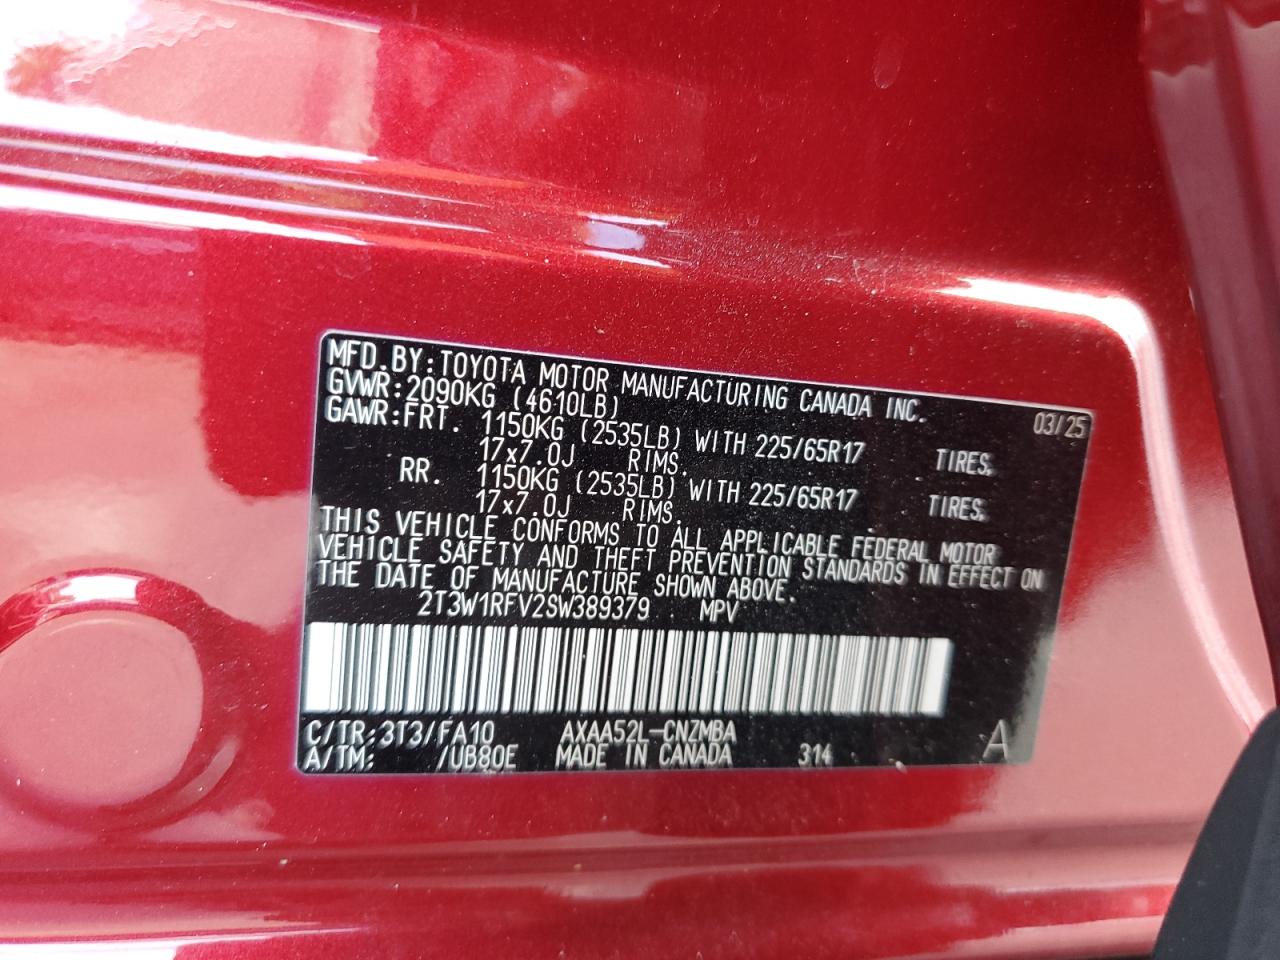 MFD.BY:TOYOTA MOTOR MANUFACTURING CANADA INC.
GVWR:2090KG (4610LB) 03/25
GAWR:FRT. 1150KG (2535LB) WITH 225/65R17 TIRES,
17x7.0J RIMS.
RR. 1150KG (2535LB) WITH 225/65R17 TIRES,
17x7.0J RIMS.
THIS VEHICLE CONFORMS TO ALL APPLICABLE FEDERAL MOTOR
VEHICLE SAFETY AND THEFT PREVENTION STANDARDS IN EFFECT ON
THE DATE OF MANUFACTURE SHOWN ABOVE.
2T3W1RFV2SW389379 MPV
C/TR:3T3/FA10 AXAA52L-CNZMBA
A/TM: /UB80E MADE IN CANADA 314 A